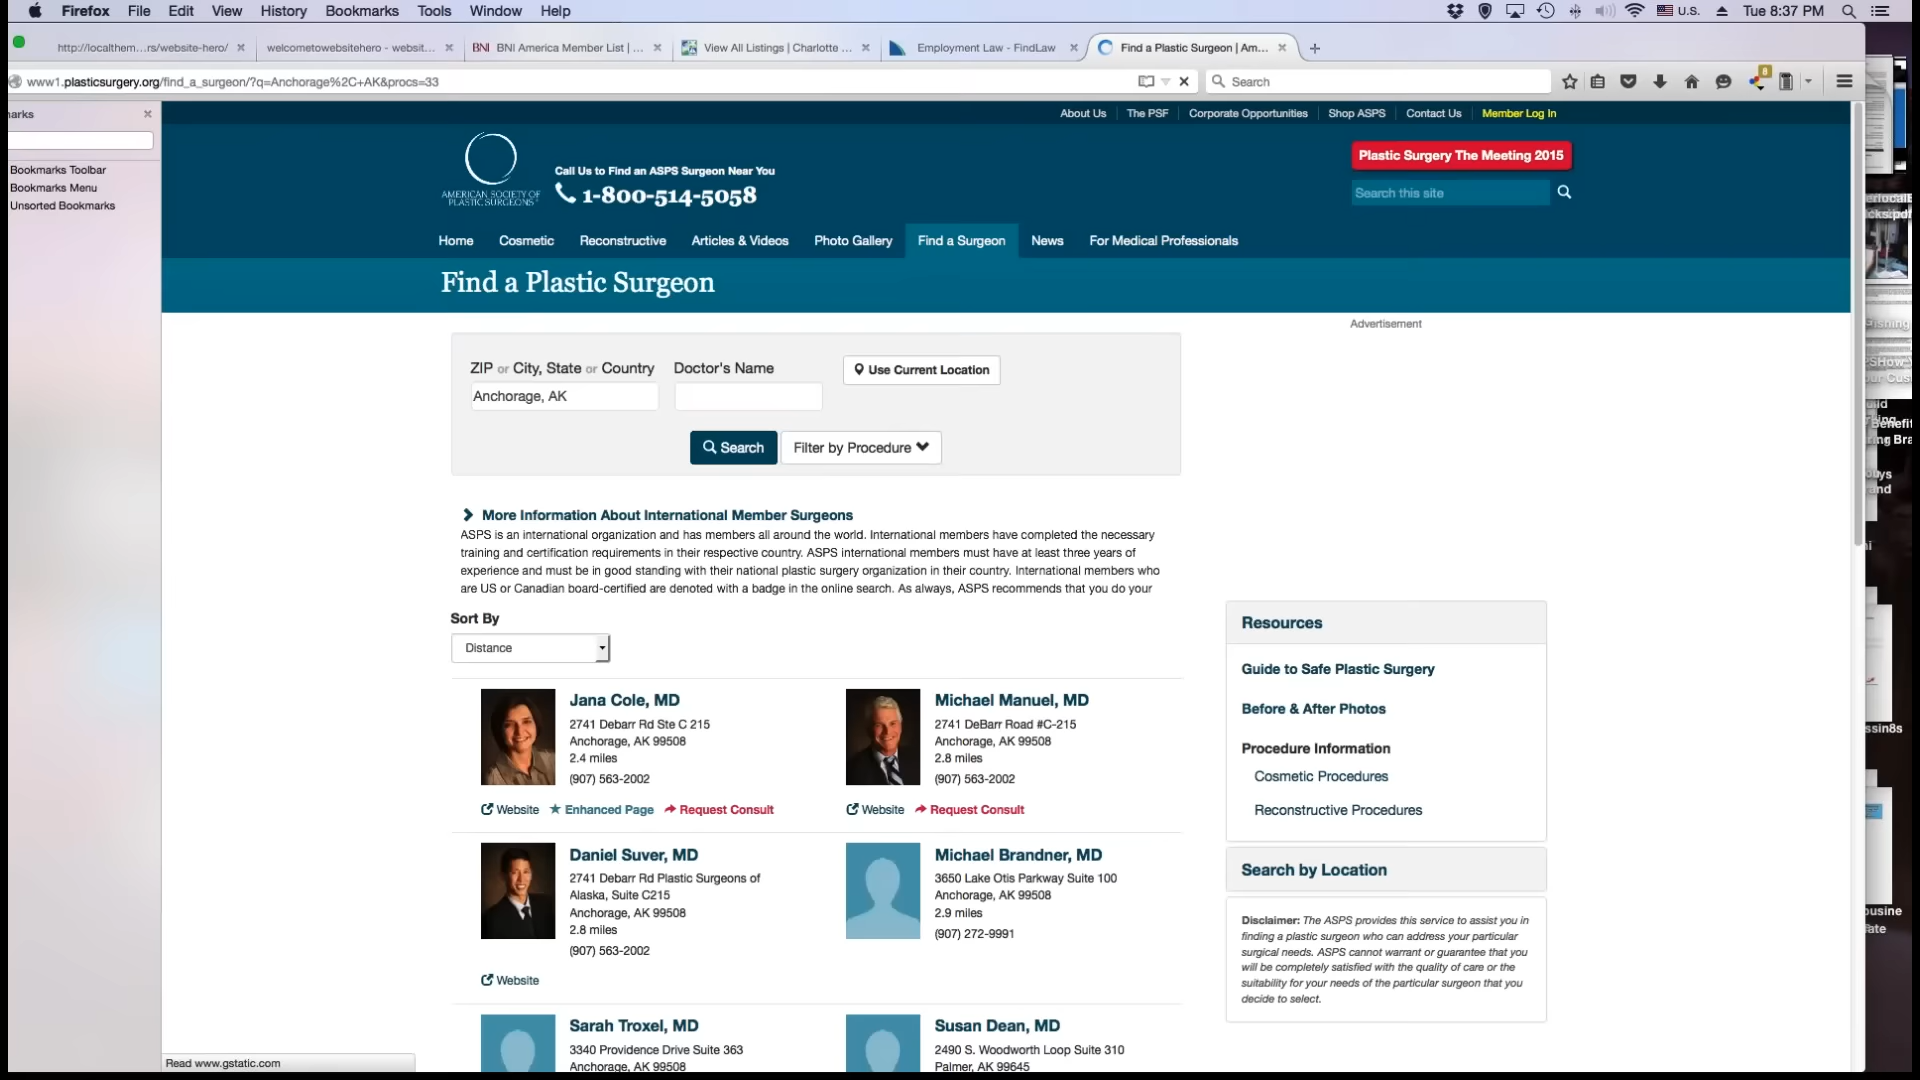 Firefox File Edit View History Bookmarks Tools Window Help U.S. Tue 8:37 PM
http://localthem...rs/website-hero/ welcometowebsitehero - websit... BNI BNI America Member List | ... View All Listings | Charlotte ... Employment Law - FindLaw Find a Plastic Surgeon | Am...
www1.plasticsurgery.org/find_a_surgeon/?q=Anchorage%2C+AK&procs=33 Search 8
arks
Bookmarks Toolbar
Bookmarks Menu
Unsorted Bookmarks
About Us The PSF Corporate Opportunities Shop ASPS Contact Us Member Log In
AMERICAN SOCIETY OF
PLASTIC SURGEONS
Call Us to Find an ASPS Surgeon Near You
1-800-514-5058
Plastic Surgery The Meeting 2015
Search this site
Home Cosmetic Reconstructive Articles & Videos Photo Gallery Find a Surgeon News For Medical Professionals
Find a Plastic Surgeon
Advertisement
ZIP or City, State or Country Doctor's Name Use Current Location
Anchorage, AK
Search Filter by Procedure
More Information About International Member Surgeons
ASPS is an international organization and has members all around the world. International members have completed the necessary
training and certification requirements in their respective country. ASPS international members must have at least three years of
experience and must be in good standing with their national plastic surgery organization in their country. International members who
are US or Canadian board-certified are denoted with a badge in the online search. As always, ASPS recommends that you do your
Sort By
Distance
Jana Cole, MD
2741 Debarr Rd Ste C 215
Anchorage, AK 99508
2.4 miles
(907) 563-2002
Website Enhanced Page Request Consult
Michael Manuel, MD
2741 DeBarr Road #C-215
Anchorage, AK 99508
2.8 miles
(907) 563-2002
Website Request Consult
Daniel Suver, MD
2741 Debarr Rd Plastic Surgeons of
Alaska, Suite C215
Anchorage, AK 99508
2.8 miles
(907) 563-2002
Website
Michael Brandner, MD
3650 Lake Otis Parkway Suite 100
Anchorage, AK 99508
2.9 miles
(907) 272-9991
Sarah Troxel, MD
3340 Providence Drive Suite 363
Anchorage, AK 99508
Susan Dean, MD
2490 S. Woodworth Loop Suite 310
Palmer, AK 99645
Resources
Guide to Safe Plastic Surgery
Before & After Photos
Procedure Information
Cosmetic Procedures
Reconstructive Procedures
Search by Location
Disclaimer: The ASPS provides this service to assist you in
finding a plastic surgeon who can address your particular
surgical needs. ASPS cannot warrant or guarantee that you
will be completely satisfied with the quality of care or the
suitability for your needs of the particular surgeon that you
decide to select.
Read www.gstatic.com